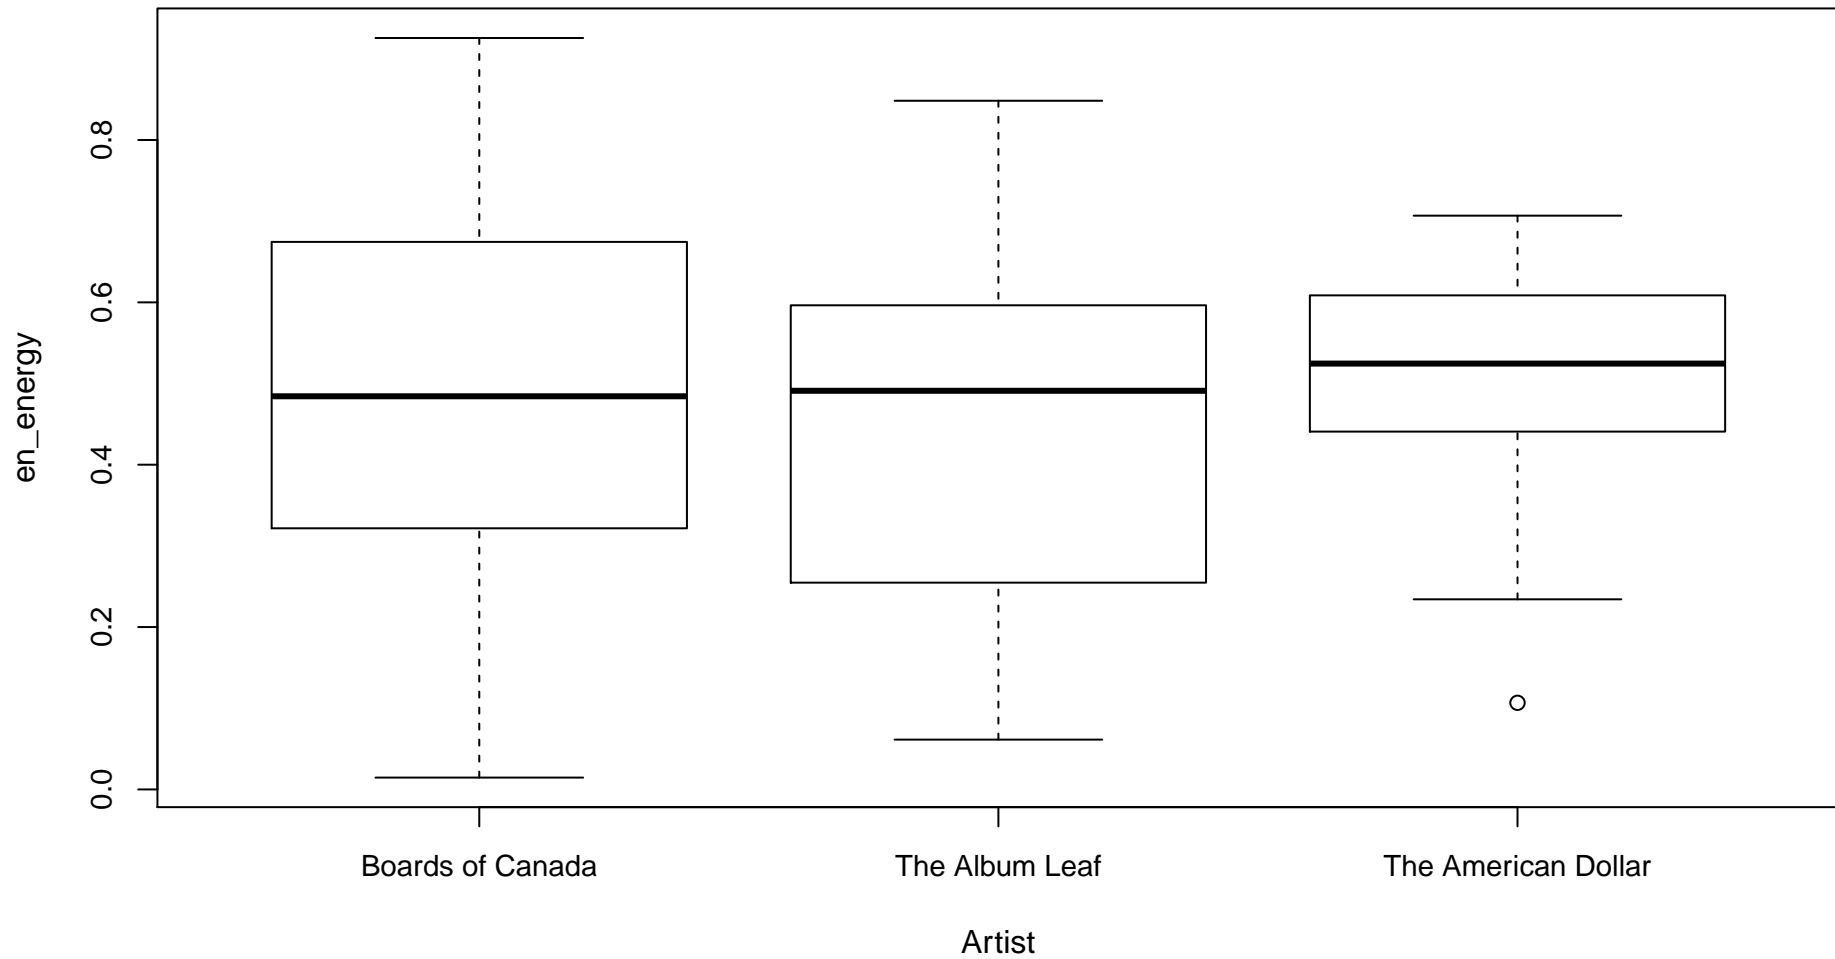 en_energy
0.8
0.6
0.4
0.2
0.0
Boards of Canada
The Album Leaf
The American Dollar
Artist